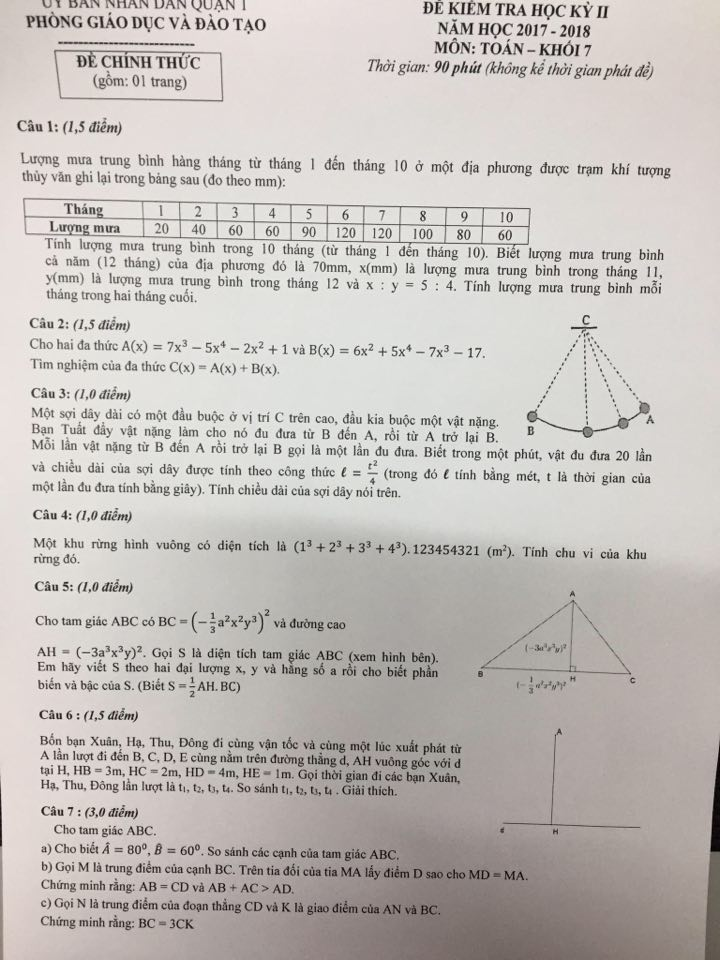 ỦY BAN NHÂN DÂN QUẬN 1
PHÒNG GIÁO DỤC VÀ ĐÀO TẠO
ĐỀ CHÍNH THỨC
(gồm: 01 trang)
ĐỀ KIỂM TRA HỌC KỲ II
NĂM HỌC 2017 - 2018
MÔN: TOÁN – KHỐI 7
Thời gian: 90 phút (không kể thời gian phát đề)
Câu 1: (1,5 điểm)
Lượng mưa trung bình hàng tháng từ tháng 1 đến tháng 10 ở một địa phương được trạm khí tượng
thủy văn ghi lại trong bảng sau (đo theo mm):
Tháng 1 2 3 4 5 6 7 8 9 10
Lượng mưa 20 40 60 60 90 120 120 100 80 60
Tính lượng mưa trung bình trong 10 tháng (từ tháng 1 đến tháng 10). Biết lượng mưa trung bình
cả năm (12 tháng) của địa phương đó là 70mm, x(mm) là lượng mưa trung bình trong tháng 11,
y(mm) là lượng mưa trung bình trong tháng 12 và x : y = 5 : 4. Tính lượng mưa trung bình mỗi
tháng trong hai tháng cuối.
Câu 2: (1,5 điểm)
Cho hai đa thức A(x) = 7x³ − 5x⁴ − 2x² + 1 và B(x) = 6x² + 5x⁴ − 7x³ − 17.
Tìm nghiệm của đa thức C(x) = A(x) + B(x).
C
B
A
Câu 3: (1,0 điểm)
Một sợi dây dài có một đầu buộc ở vị trí C trên cao, đầu kia buộc một vật nặng.
Bạn Tuất đẩy vật nặng làm cho nó đu đưa từ B đến A, rồi từ A trở lại B.
Mỗi lần vật nặng từ B đến A rồi trở lại B gọi là một lần đu đưa. Biết trong một phút, vật đu đưa 20 lần
và chiều dài của sợi dây được tính theo công thức ℓ = t²/4 (trong đó ℓ tính bằng mét, t là thời gian của
một lần đu đưa tính bằng giây). Tính chiều dài của sợi dây nói trên.
Câu 4: (1,0 điểm)
Một khu rừng hình vuông có diện tích là (1³ + 2³ + 3³ + 4³). 123454321 (m²). Tính chu vi của khu
rừng đó.
Câu 5: (1,0 điểm)
Cho tam giác ABC có BC = (−1/3 a²x²y³)² và đường cao
AH = (−3a³x³y)². Gọi S là diện tích tam giác ABC (xem hình bên).
Em hãy viết S theo hai đại lượng x, y và hằng số a rồi cho biết phần
biến và bậc của S. (Biết S = 1/2 AH. BC)
A
(−3a³x³y)²
B
H
C
(−1/3 a²x²y³)²
Câu 6 : (1,5 điểm)
Bốn bạn Xuân, Hạ, Thu, Đông đi cùng vận tốc và cùng một lúc xuất phát từ
A lần lượt đi đến B, C, D, E cùng nằm trên đường thẳng d, AH vuông góc với d
tại H, HB = 3m, HC = 2m, HD = 4m, HE = 1m. Gọi thời gian đi các bạn Xuân,
Hạ, Thu, Đông lần lượt là t₁, t₂, t₃, t₄. So sánh t₁, t₂, t₃, t₄ . Giải thích.
A
d
H
Câu 7 : (3,0 điểm)
Cho tam giác ABC.
a) Cho biết Â = 80⁰, B̂ = 60⁰. So sánh các cạnh của tam giác ABC.
b) Gọi M là trung điểm của cạnh BC. Trên tia đối của tia MA lấy điểm D sao cho MD = MA.
Chứng minh rằng: AB = CD và AB + AC > AD.
c) Gọi N là trung điểm của đoạn thẳng CD và K là giao điểm của AN và BC.
Chứng minh rằng: BC = 3CK